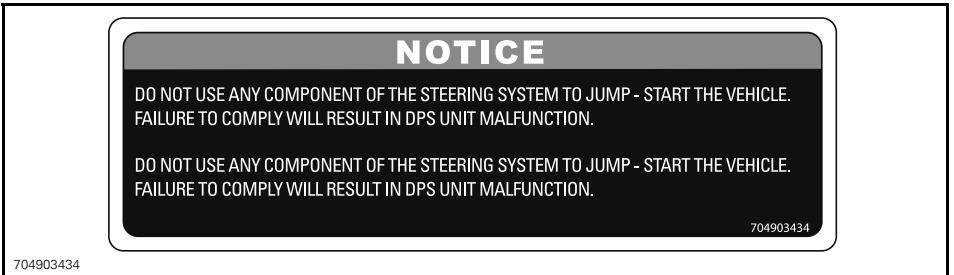 NOTICE
DO NOT USE ANY COMPONENT OF THE STEERING SYSTEM TO JUMP - START THE VEHICLE.
FAILURE TO COMPLY WILL RESULT IN DPS UNIT MALFUNCTION.
DO NOT USE ANY COMPONENT OF THE STEERING SYSTEM TO JUMP - START THE VEHICLE.
FAILURE TO COMPLY WILL RESULT IN DPS UNIT MALFUNCTION.
704903434
704903434